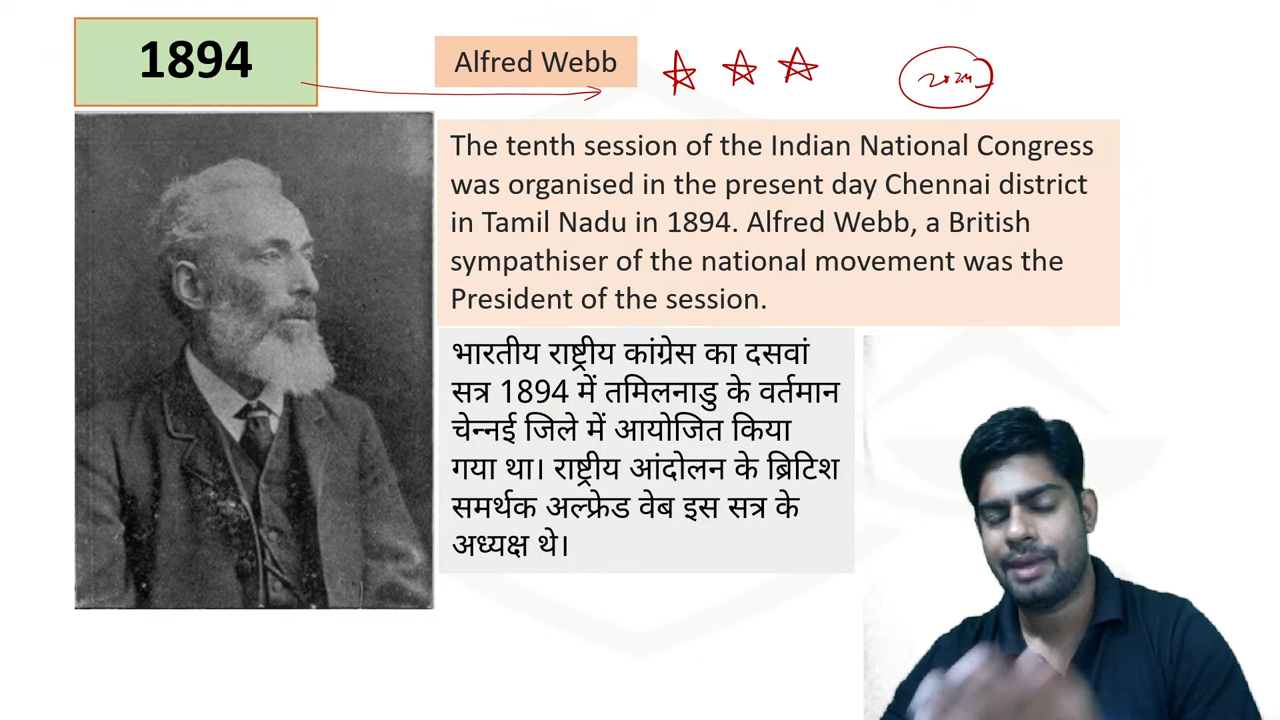 1894
Alfred Webb
2024
The tenth session of the Indian National Congress
was organised in the present day Chennai district
in Tamil Nadu in 1894. Alfred Webb, a British
sympathiser of the national movement was the
President of the session.
भारतीय राष्ट्रीय कांग्रेस का दसवां
सत्र 1894 में तमिलनाडु के वर्तमान
चेन्नई जिले में आयोजित किया
गया था। राष्ट्रीय आंदोलन के ब्रिटिश
समर्थक अल्फ्रेड वेब इस सत्र के
अध्यक्ष थे।